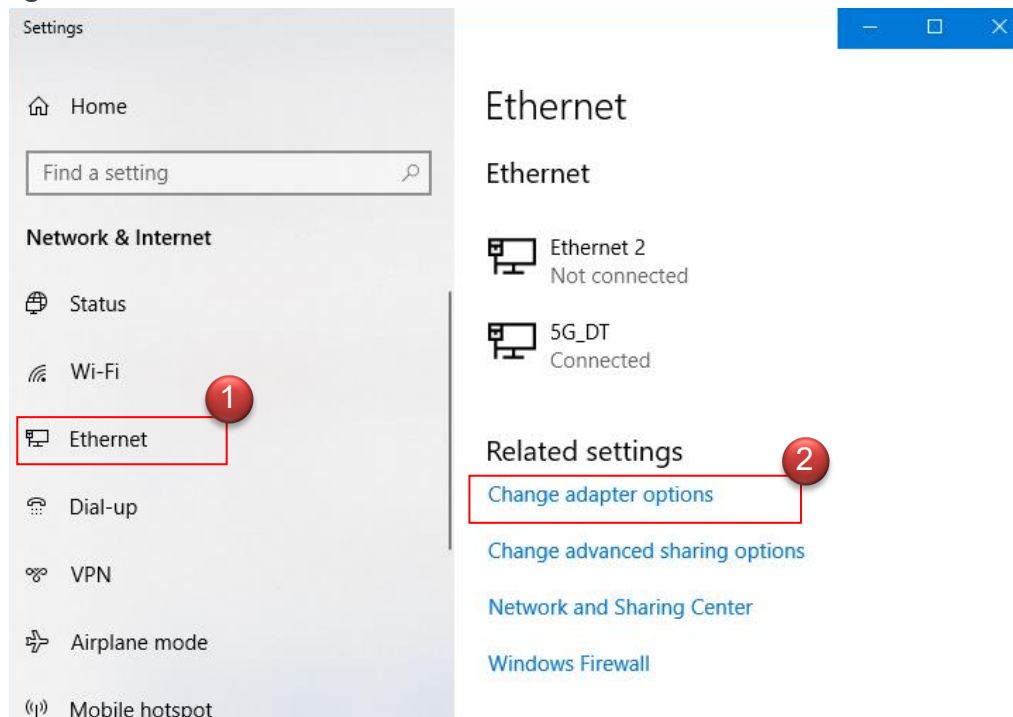 Settings
Home
Find a setting
Network & Internet
Status
Wi-Fi
1
Ethernet
Dial-up
VPN
Airplane mode
Mobile hotspot
Ethernet
Ethernet
Ethernet 2
Not connected
5G_DT
Connected
Related settings
2
Change adapter options
Change advanced sharing options
Network and Sharing Center
Windows Firewall